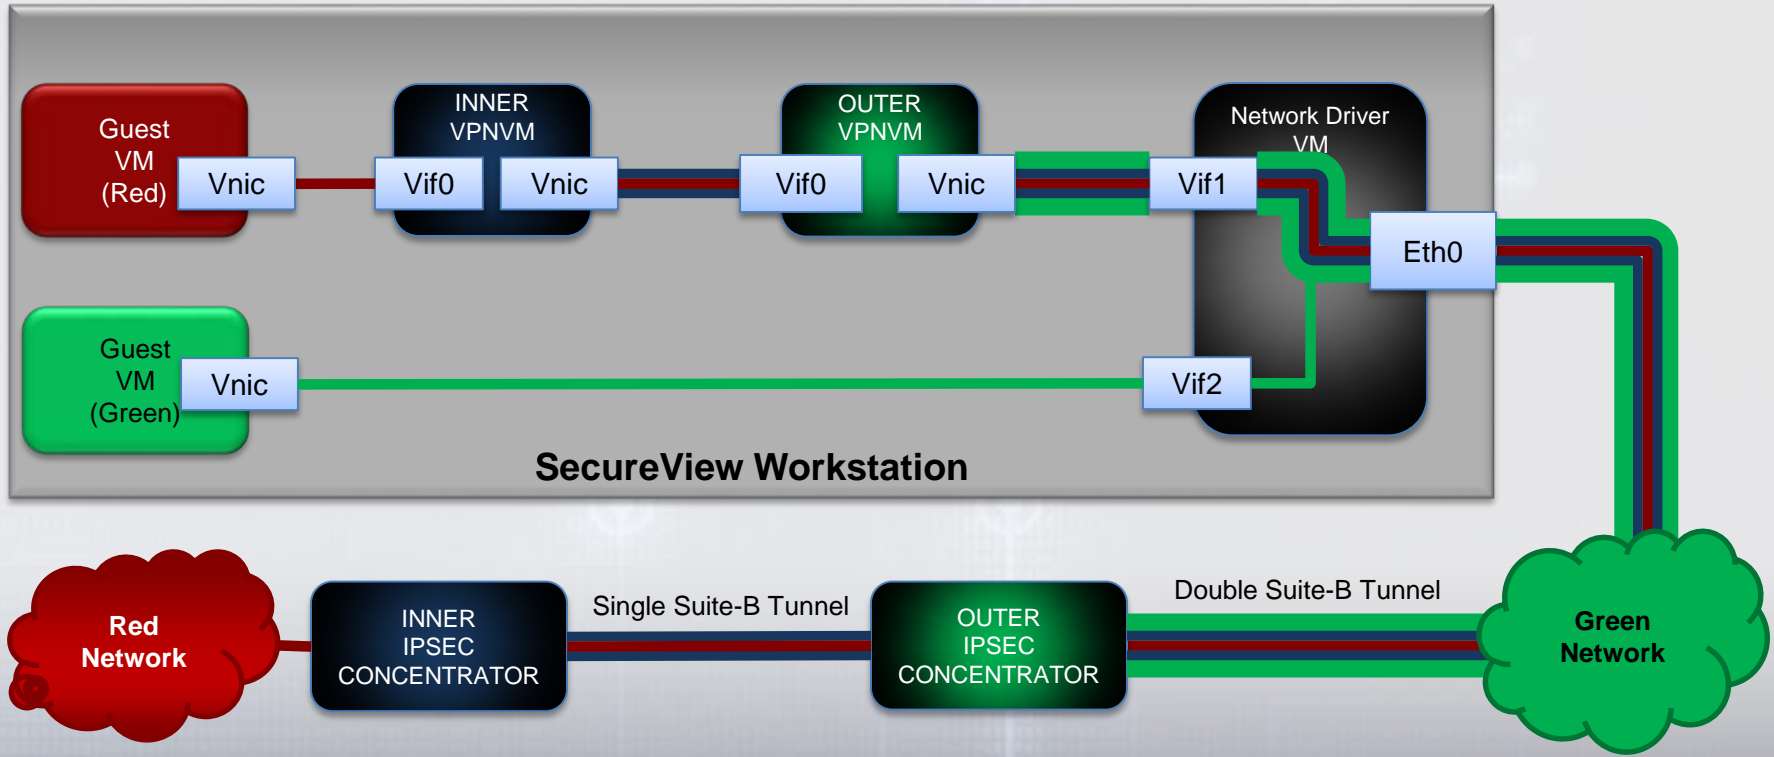 Guest
VM
(Red)
Vnic
INNER
VPNVM
Vif0
Vnic
OUTER
VPNVM
Vif0
Vnic
Network Driver
VM
Vif1
Eth0
Guest
VM
(Green)
Vnic
Vif2
SecureView Workstation
Red
Network
INNER
IPSEC
CONCENTRATOR
Single Suite-B Tunnel
OUTER
IPSEC
CONCENTRATOR
Double Suite-B Tunnel
Green
Network